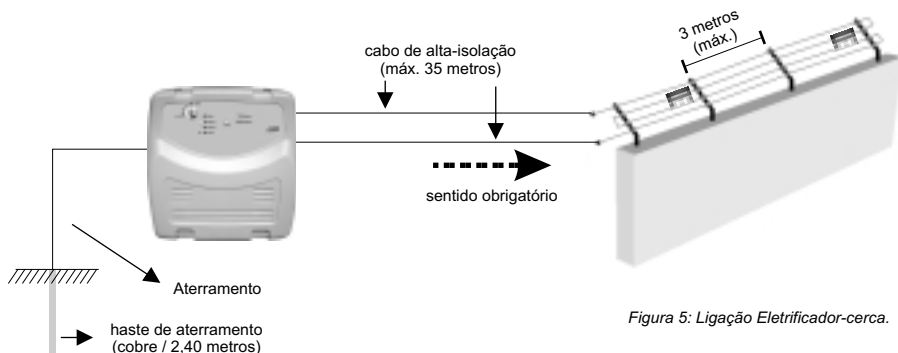 cabo de alta-isolação
(máx. 35 metros)
3 metros
(máx.)
sentido obrigatório
Aterramento
haste de aterramento
(cobre / 2,40 metros)
Figura 5: Ligação Eletrificador-cerca.